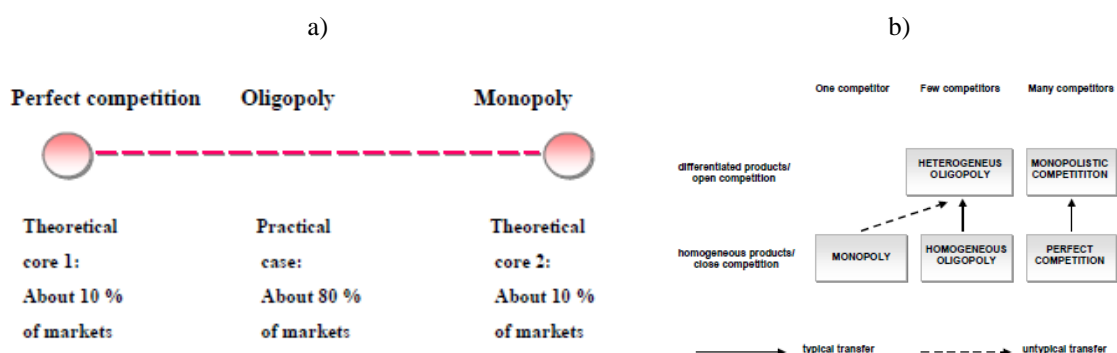 a)
Perfect competition Oligopoly Monopoly
Theoretical Practical Theoretical
core 1: case: core 2:
About 10 % About 80 % About 10 %
of markets of markets of markets
b)
One competitor Few competitors Many competitors
differentiated products/
open competition
HETEROGENEUS
OLIGOPOLY
MONOPOLISTIC
COMPETITITON
homogeneous products/
close competition
MONOPOLY
HOMOGENEOUS
OLIGOPOLY
PERFECT
COMPETITION
typical transfer untypical transfer